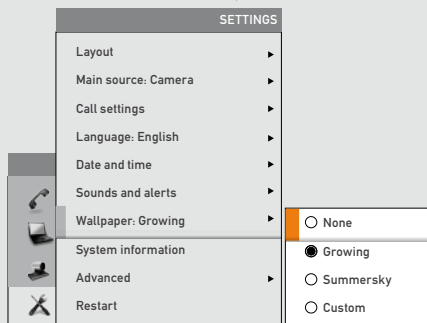 SETTINGS
Layout
Main source: Camera
Call settings
Language: English
Date and time
Sounds and alerts
Wallpaper: Growing
System information
Advanced
Restart
None
Growing
Summersky
Custom